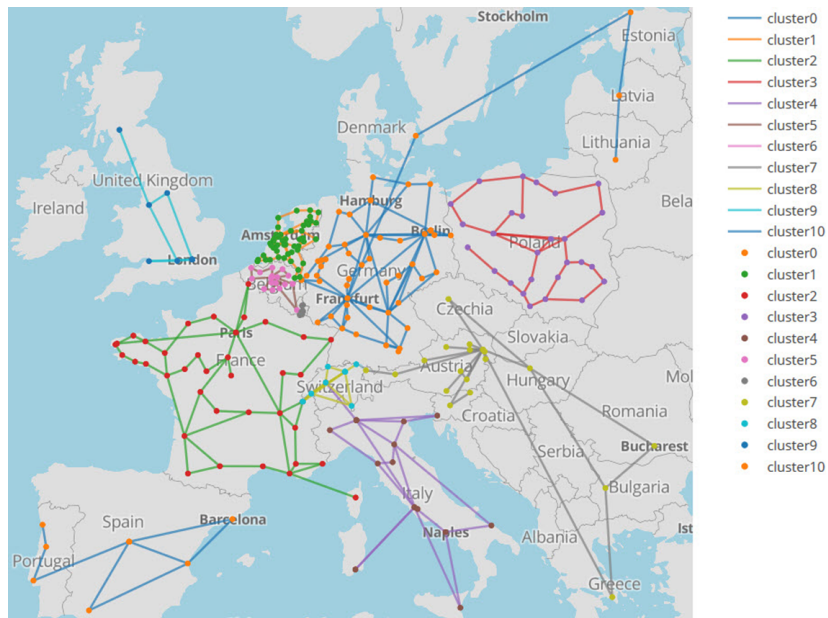 Stockholm
Estonia
Latvia
Denmark
Lithuania
United Kingdom
Ireland
Hamburg
Bela
Amsterdam
Berlin
Poland
London
Germany
Belgium
Frankfurt
Czechia
Paris
Slovakia
France
Austria
Mol
Switzerland
Hungary
Romania
Croatia
Serbia
Bucharest
Bulgaria
Italy
Spain
Barcelona
Ist
Naples
Albania
Portugal
Greece
cluster0
cluster1
cluster2
cluster3
cluster4
cluster5
cluster6
cluster7
cluster8
cluster9
cluster10
cluster0
cluster1
cluster2
cluster3
cluster4
cluster5
cluster6
cluster7
cluster8
cluster9
cluster10